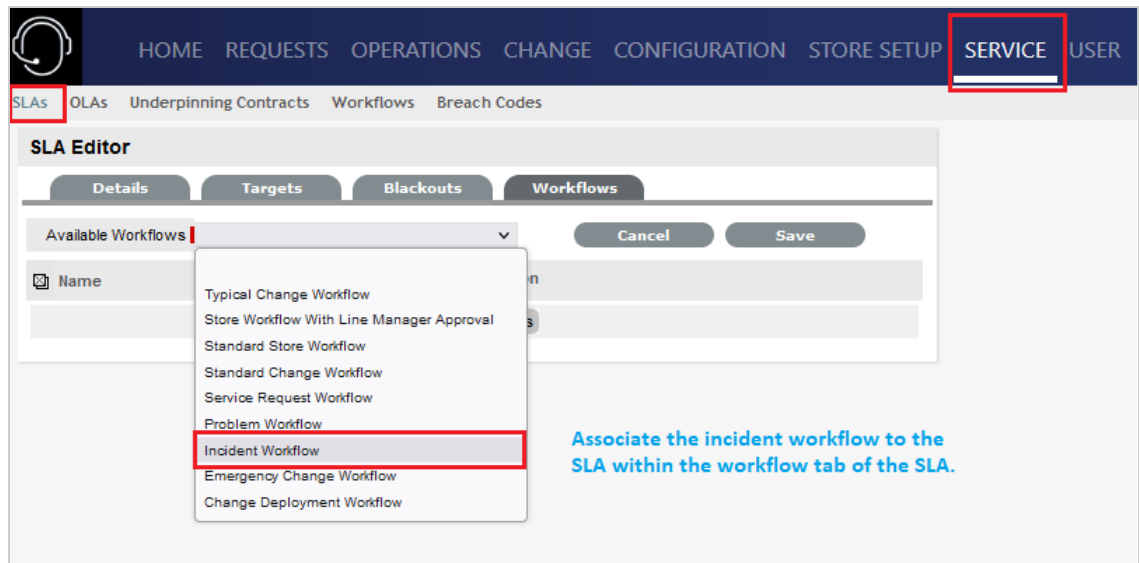 HOME REQUESTS OPERATIONS CHANGE CONFIGURATION STORE SETUP SERVICE USER
SLAs OLAs Underpinning Contracts Workflows Breach Codes
SLA Editor
Details Targets Blackouts Workflows
Available Workflows Cancel Save
Name
Typical Change Workflow
Store Workflow With Line Manager Approval
Standard Store Workflow
Standard Change Workflow
Service Request Workflow
Problem Workflow
Incident Workflow
Emergency Change Workflow
Change Deployment Workflow
Associate the incident workflow to the
SLA within the workflow tab of the SLA.